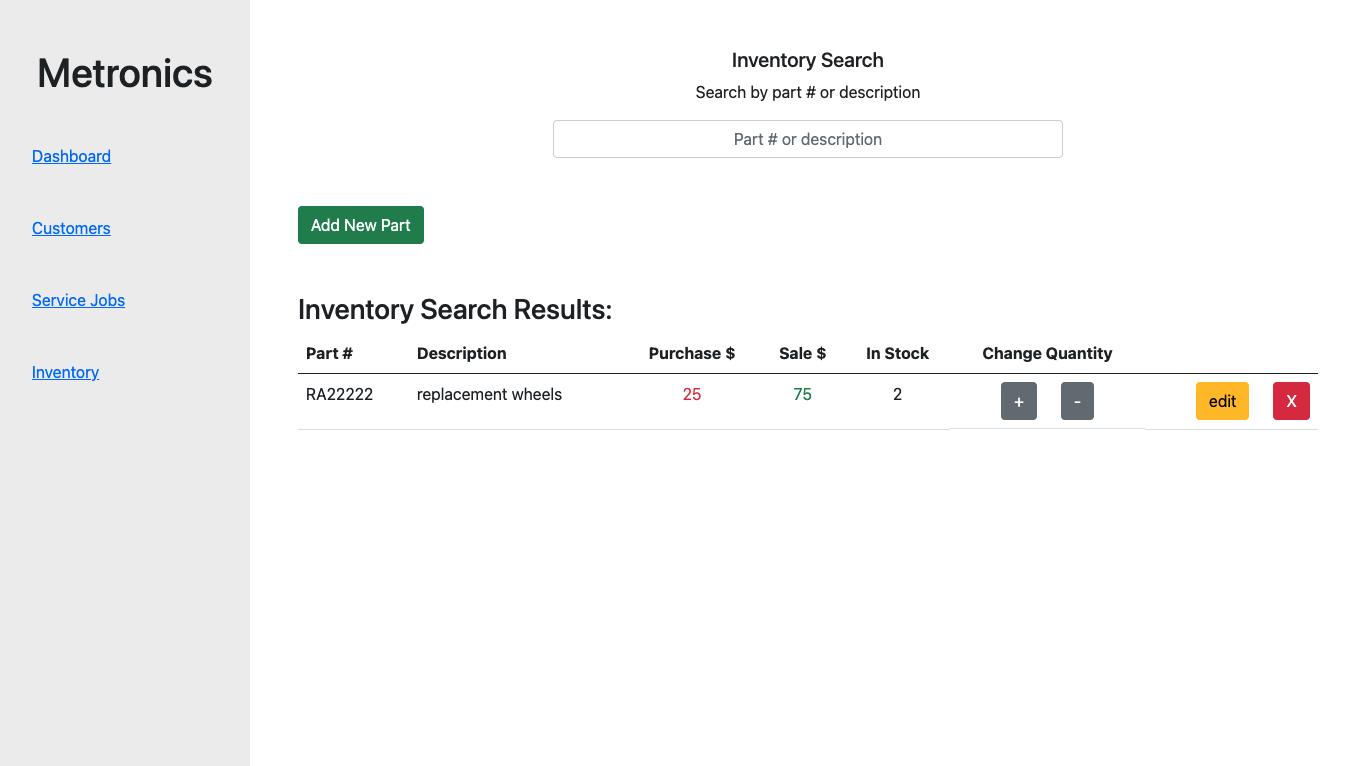 Metronics
Dashboard
Customers
Service Jobs
Inventory
Inventory Search
Search by part # or description
Part # or description
Add New Part
Inventory Search Results:
Part # Description Purchase $ Sale $ In Stock Change Quantity
RA22222 replacement wheels 25 75 2 + - edit X